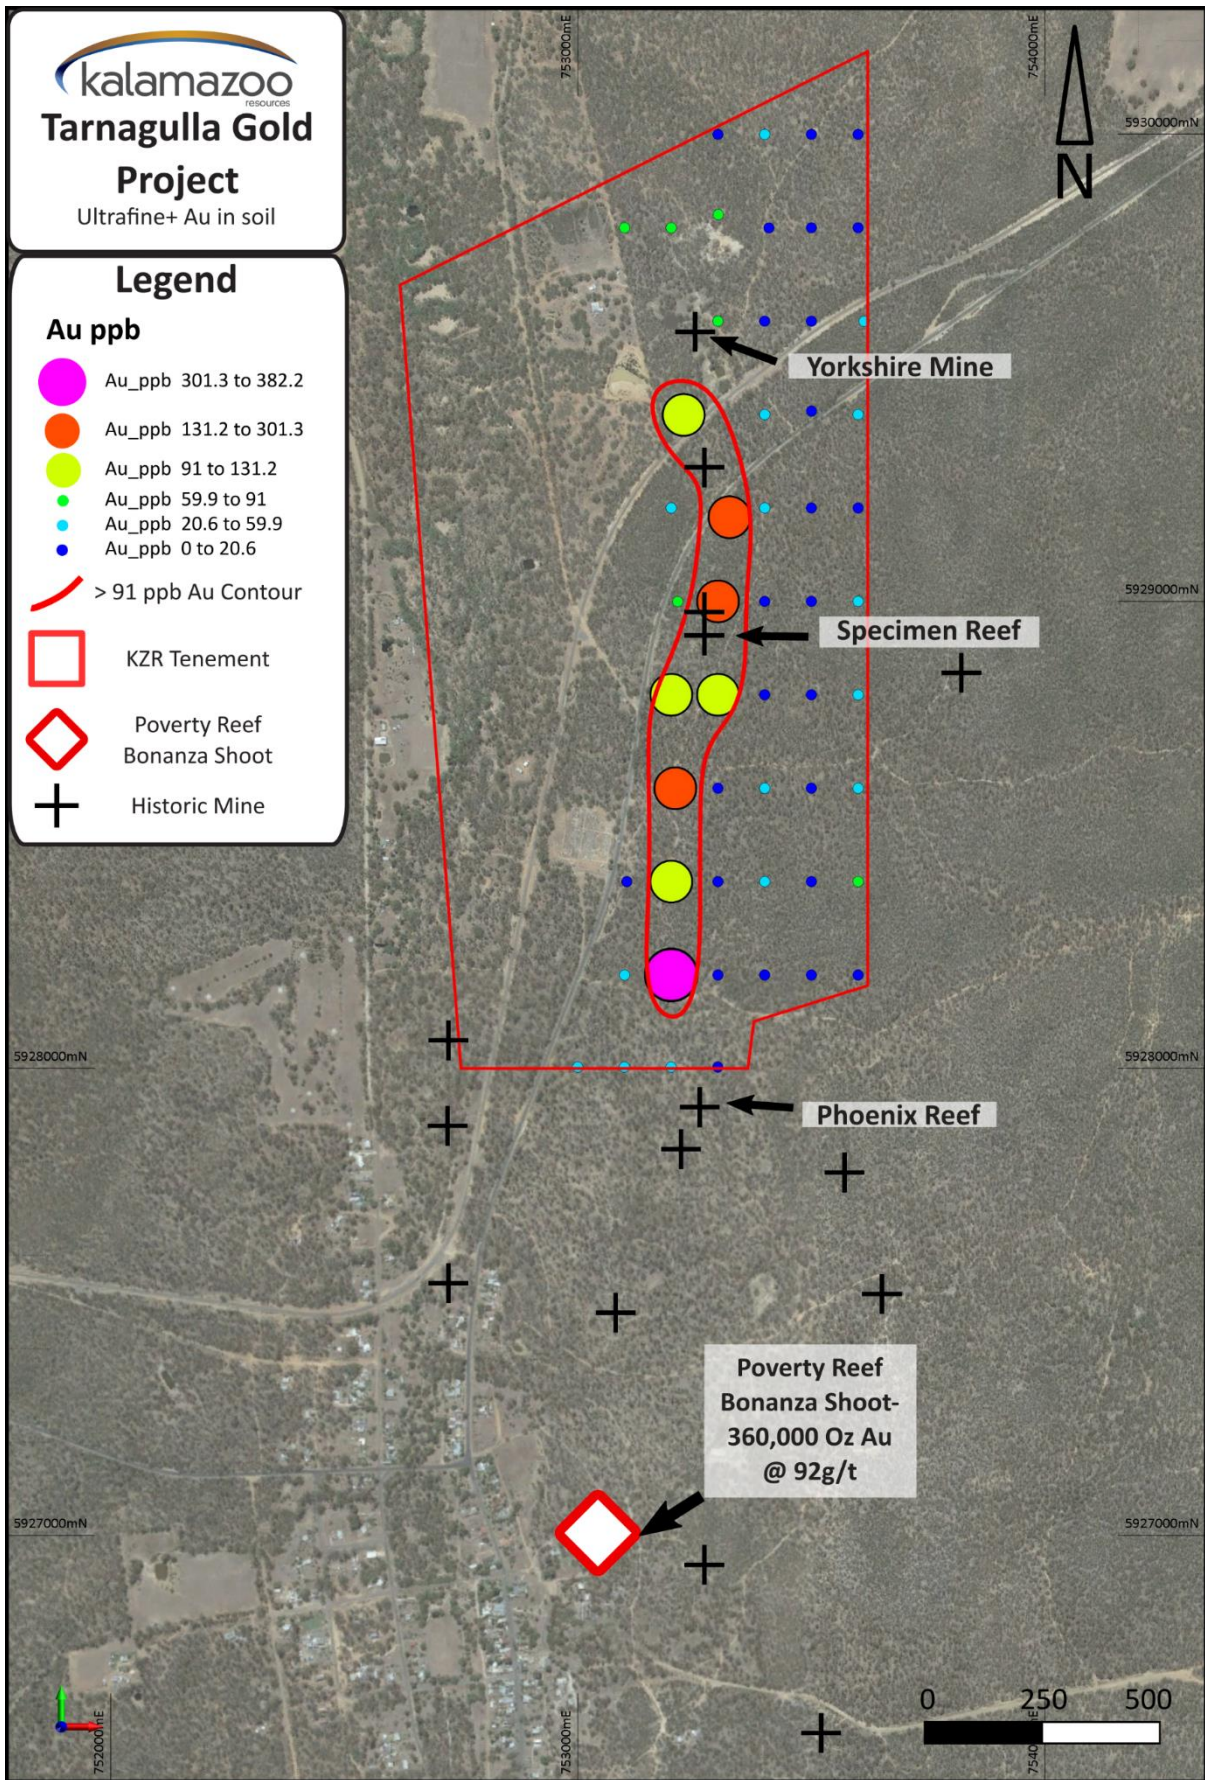 kalamazoo
resources
Tarnagulla Gold
Project
Ultrafine+ Au in soil
Legend
Au ppb
Au_ppb 301.3 to 382.2
Au_ppb 131.2 to 301.3
Au_ppb 91 to 131.2
Au_ppb 59.9 to 91
Au_ppb 20.6 to 59.9
Au_ppb 0 to 20.6
> 91 ppb Au Contour
KZR Tenement
Poverty Reef
Bonanza Shoot
Historic Mine
753000mE
754000mE
5930000mN
N
Yorkshire Mine
5929000mN
Specimen Reef
5928000mN
5928000mN
Phoenix Reef
Poverty Reef
Bonanza Shoot-
360,000 Oz Au
@ 92g/t
5927000mN
5927000mN
0 250 500
752000mE
753000mE